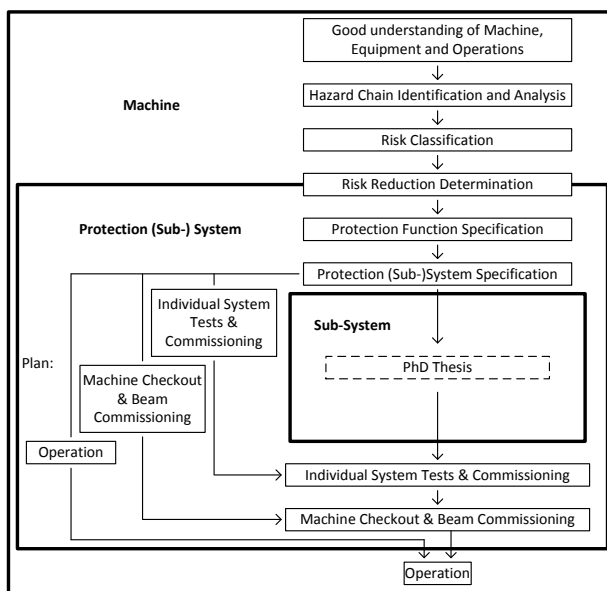 Good understanding of Machine,
Equipment and Operations
Hazard Chain Identification and Analysis
Machine
Risk Classification
Risk Reduction Determination
Protection (Sub-) System
Protection Function Specification
Protection (Sub-)System Specification
Individual System
Tests &
Commissioning
Sub-System
Plan:
PhD Thesis
Machine Checkout
& Beam
Commissioning
Operation
Individual System Tests & Commissioning
Machine Checkout & Beam Commissioning
Operation